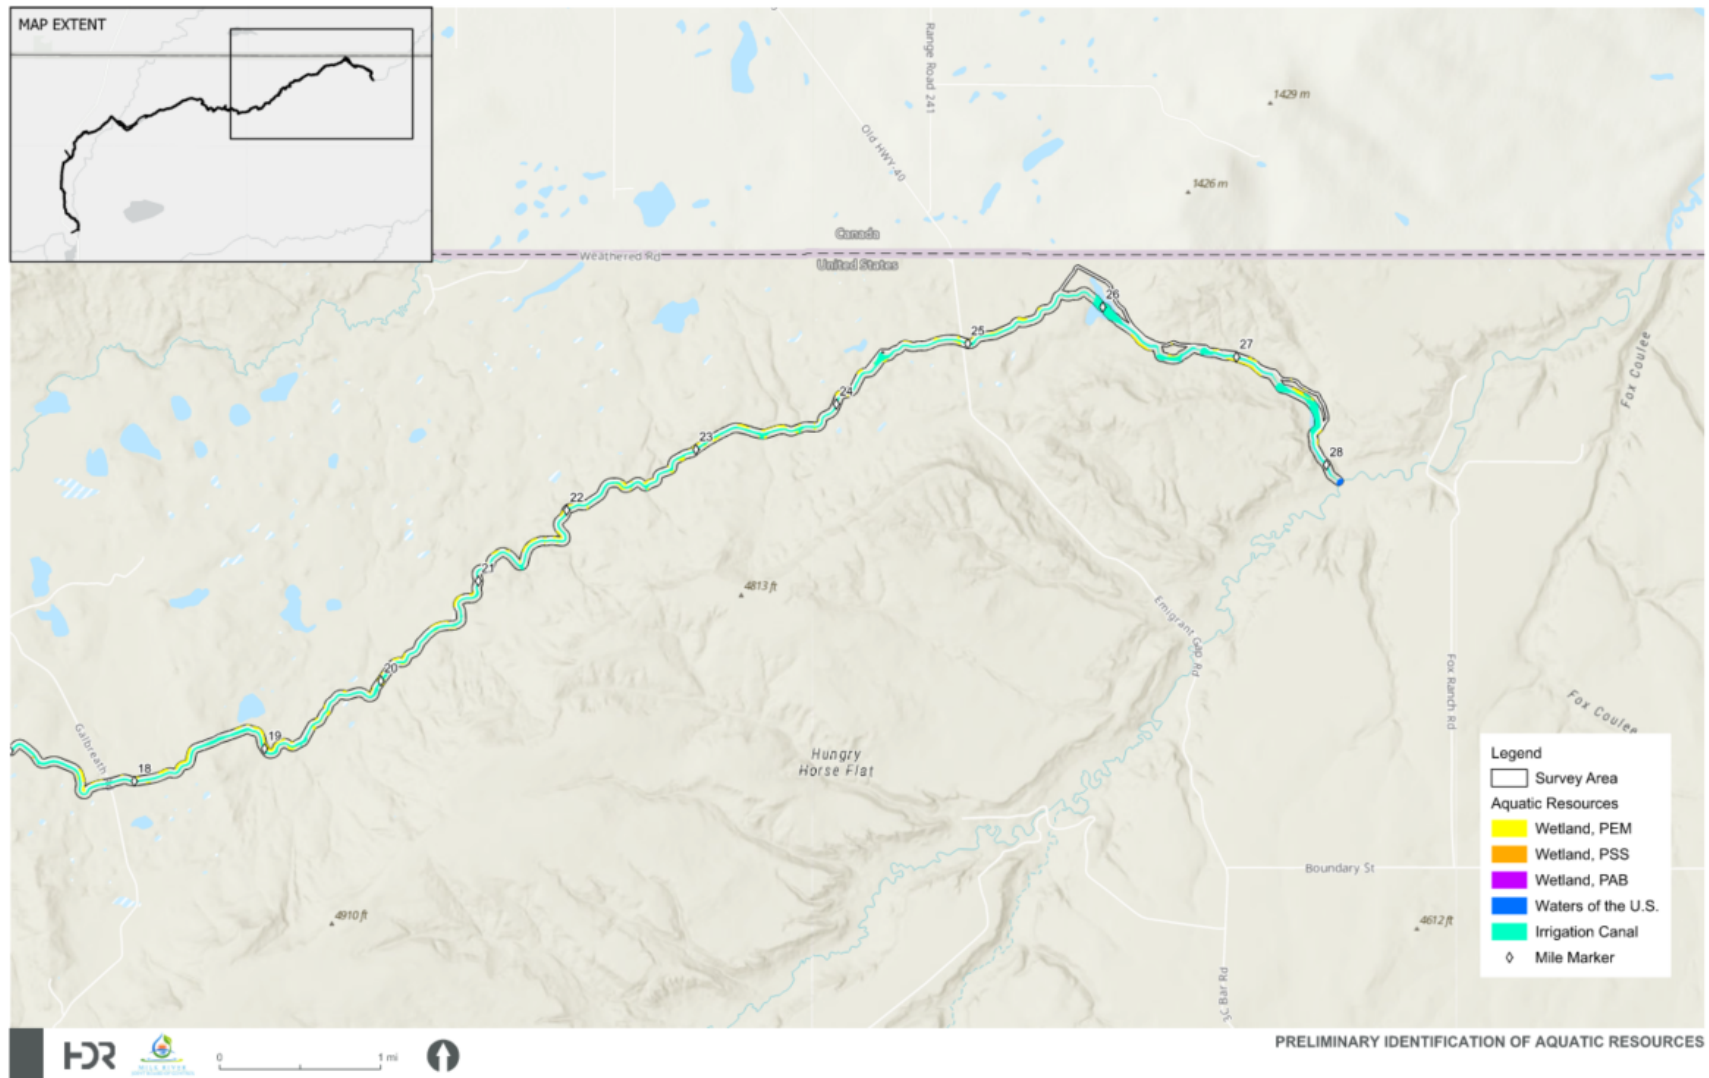 MAP EXTENT
Range Road 241
1429 m
Old HWY 40
1426 m
Canada
Weathered Rd
United States
26
25
27
Fox Coulee
24
23
28
22
21
4813 ft
Emigrant Gap Rd
20
Fox Ranch Rd
Fox Coulee
Galbreath
19
18
Hungry
Horse Flat
Legend
Survey Area
Aquatic Resources
Wetland, PEM
Wetland, PSS
Wetland, PAB
Waters of the U.S.
Irrigation Canal
Mile Marker
Boundary St
4910 ft
4612 ft
3C Bar Rd
HDR
MILK RIVER
0
1 mi
PRELIMINARY IDENTIFICATION OF AQUATIC RESOURCES